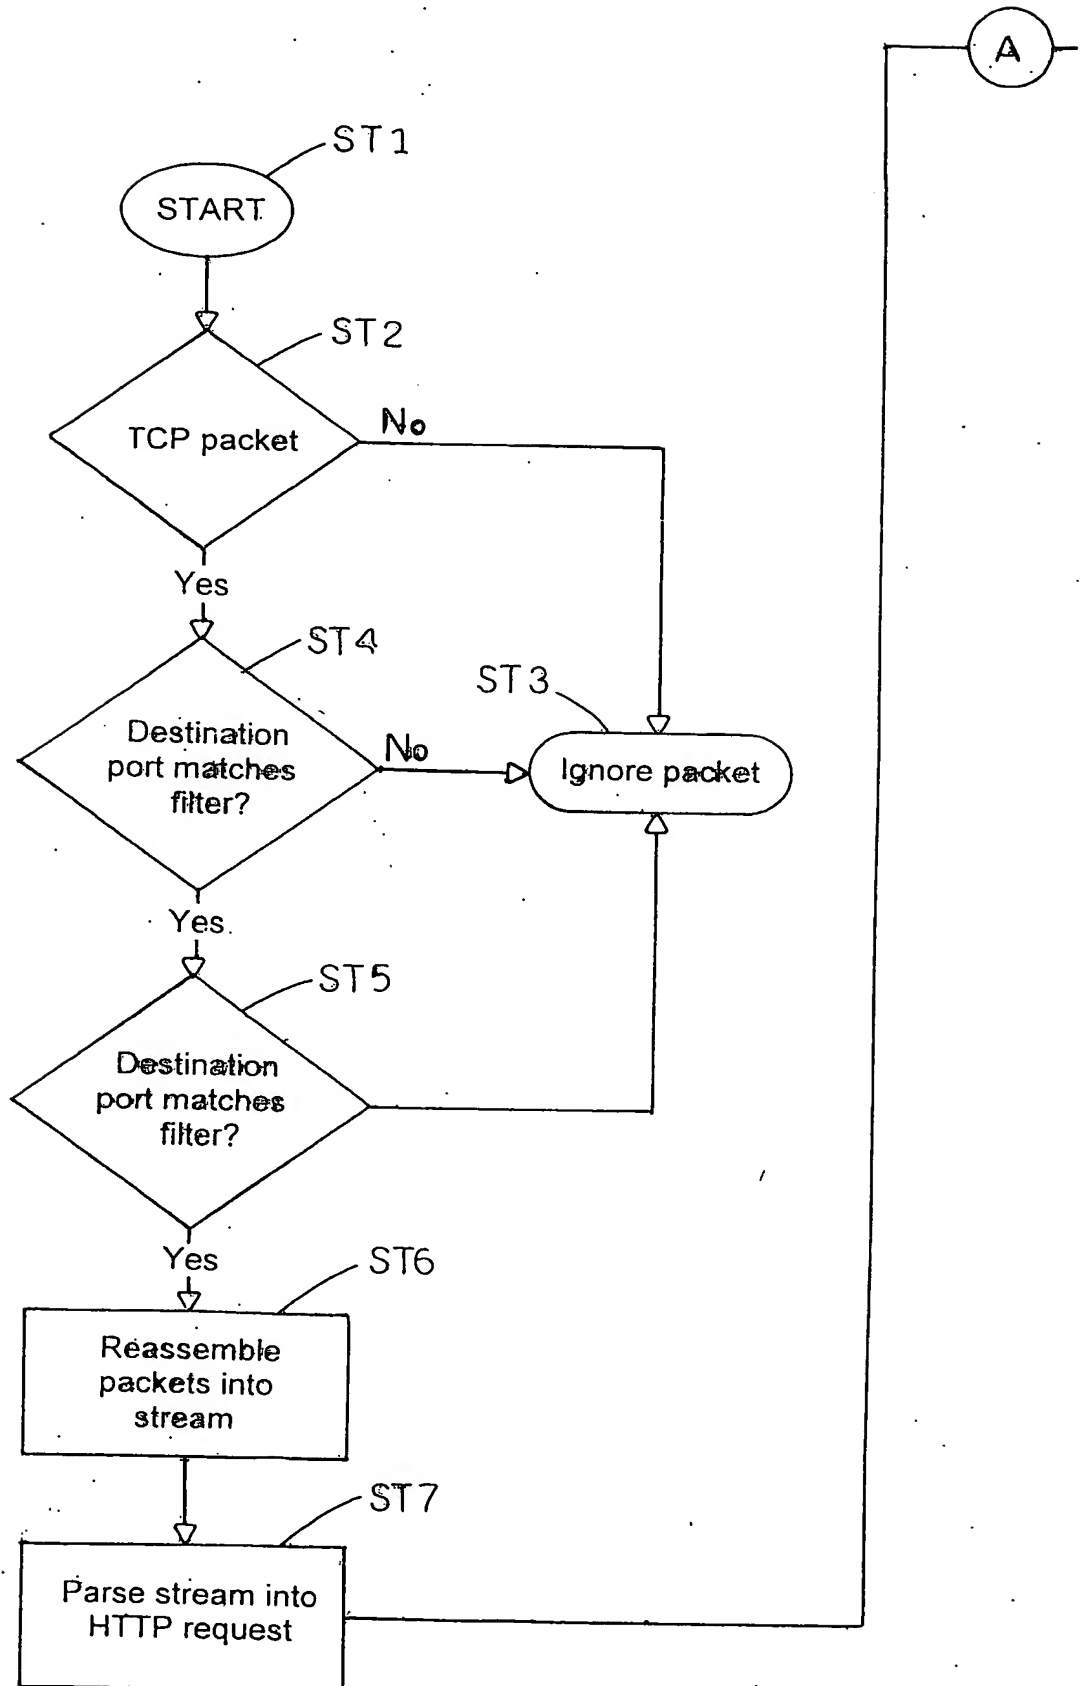 A
ST1
START
ST2
TCP packet
No
Yes
ST4
Destination
port matches
filter?
No
ST3
Ignore packet
Yes
ST5
Destination
port matches
filter?
Yes
ST6
Reassemble
packets into
stream
ST7
Parse stream into
HTTP request